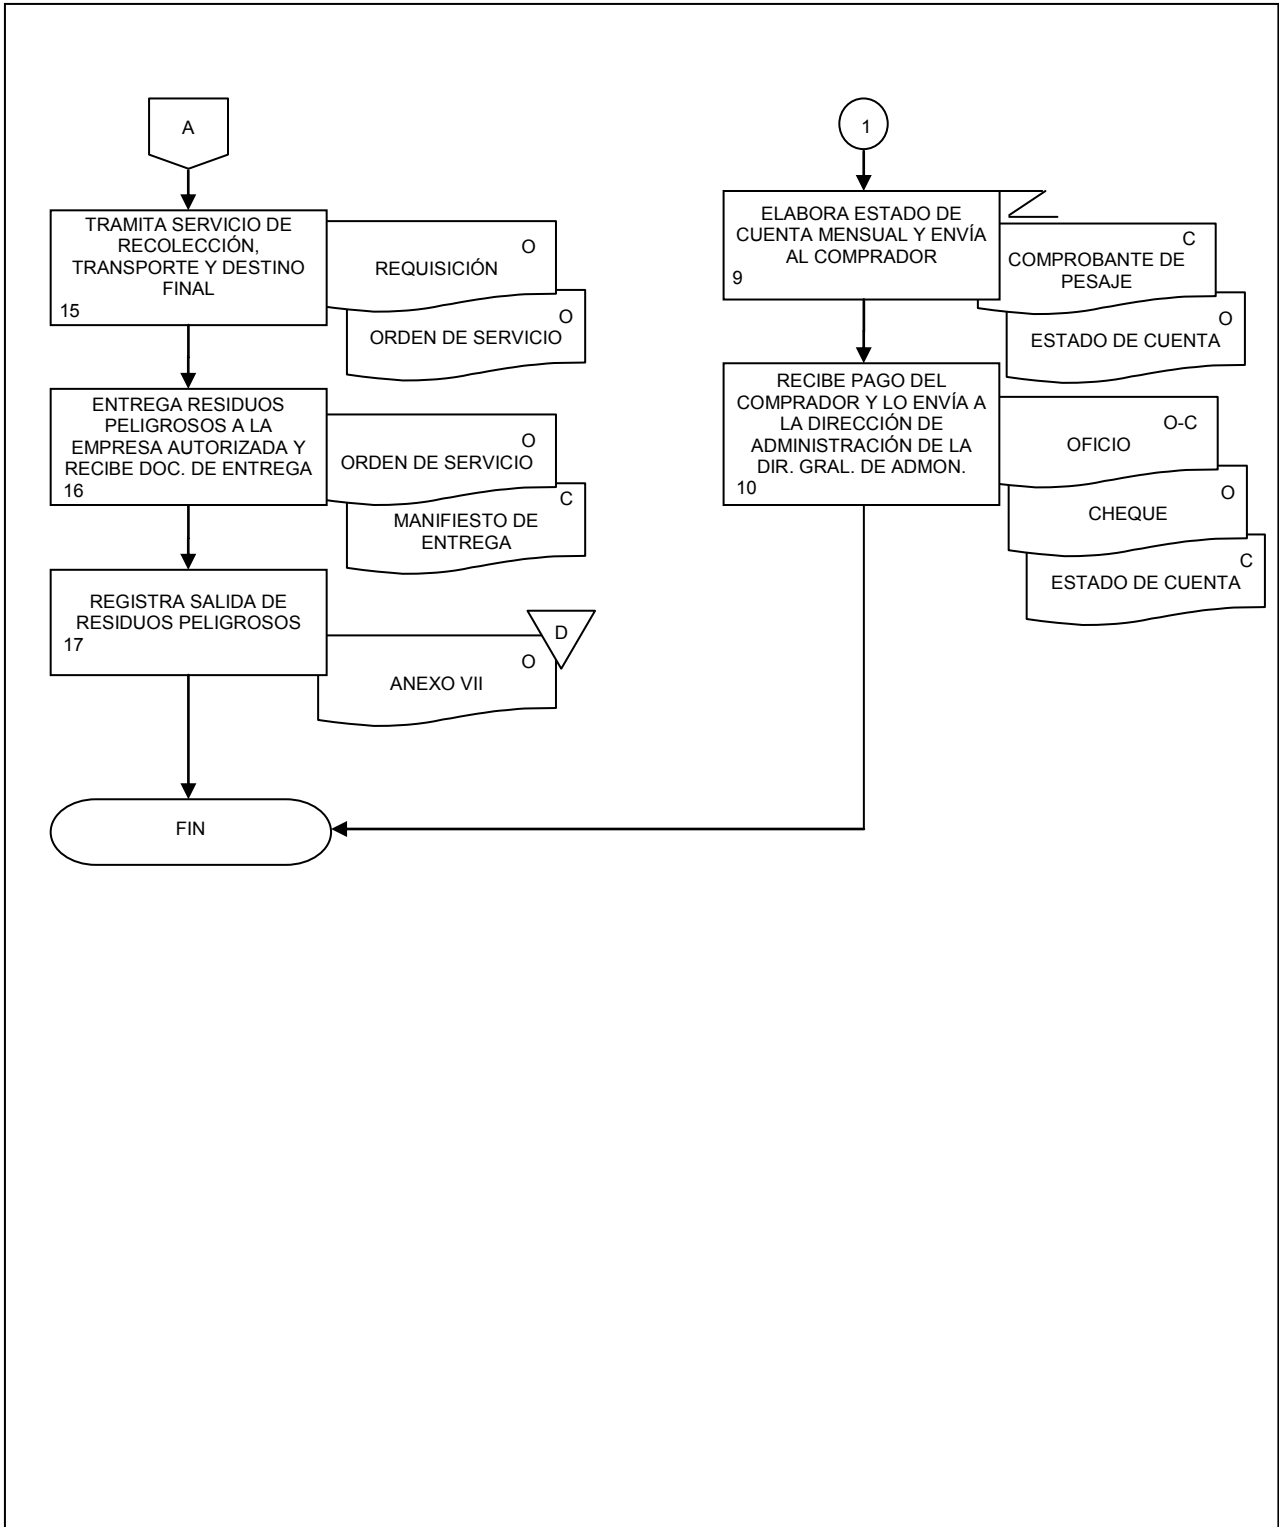 A
TRAMITA SERVICIO DE
RECOLECCIÓN,
TRANSPORTE Y DESTINO
FINAL
15
O
REQUISICIÓN
O
ORDEN DE SERVICIO
ENTREGA RESIDUOS
PELIGROSOS A LA
EMPRESA AUTORIZADA Y
RECIBE DOC. DE ENTREGA
16
O
ORDEN DE SERVICIO
C
MANIFIESTO DE
ENTREGA
REGISTRA SALIDA DE
RESIDUOS PELIGROSOS
17
D
O
ANEXO VII
FIN
1
ELABORA ESTADO DE
CUENTA MENSUAL Y ENVÍA
AL COMPRADOR
9
C
COMPROBANTE DE
PESAJE
O
ESTADO DE CUENTA
RECIBE PAGO DEL
COMPRADOR Y LO ENVÍA A
LA DIRECCIÓN DE
ADMINISTRACIÓN DE LA
DIR. GRAL. DE ADMON.
10
O-C
OFICIO
O
CHEQUE
C
ESTADO DE CUENTA